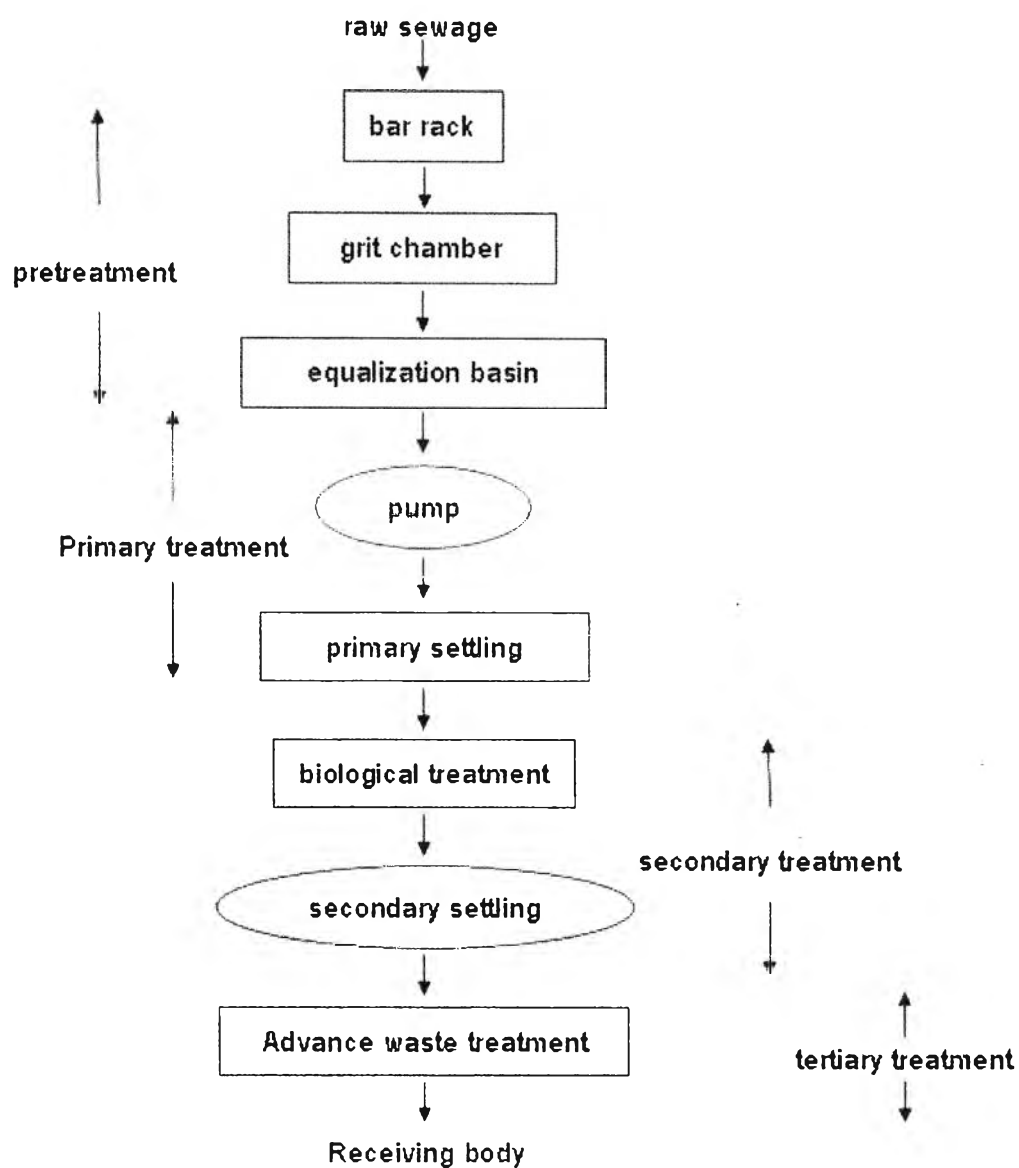 raw sewage
bar rack
grit chamber
pretreatment
equalization basin
pump
Primary treatment
primary settling
biological treatment
secondary treatment
secondary settling
Advance waste treatment
tertiary treatment
Receiving body